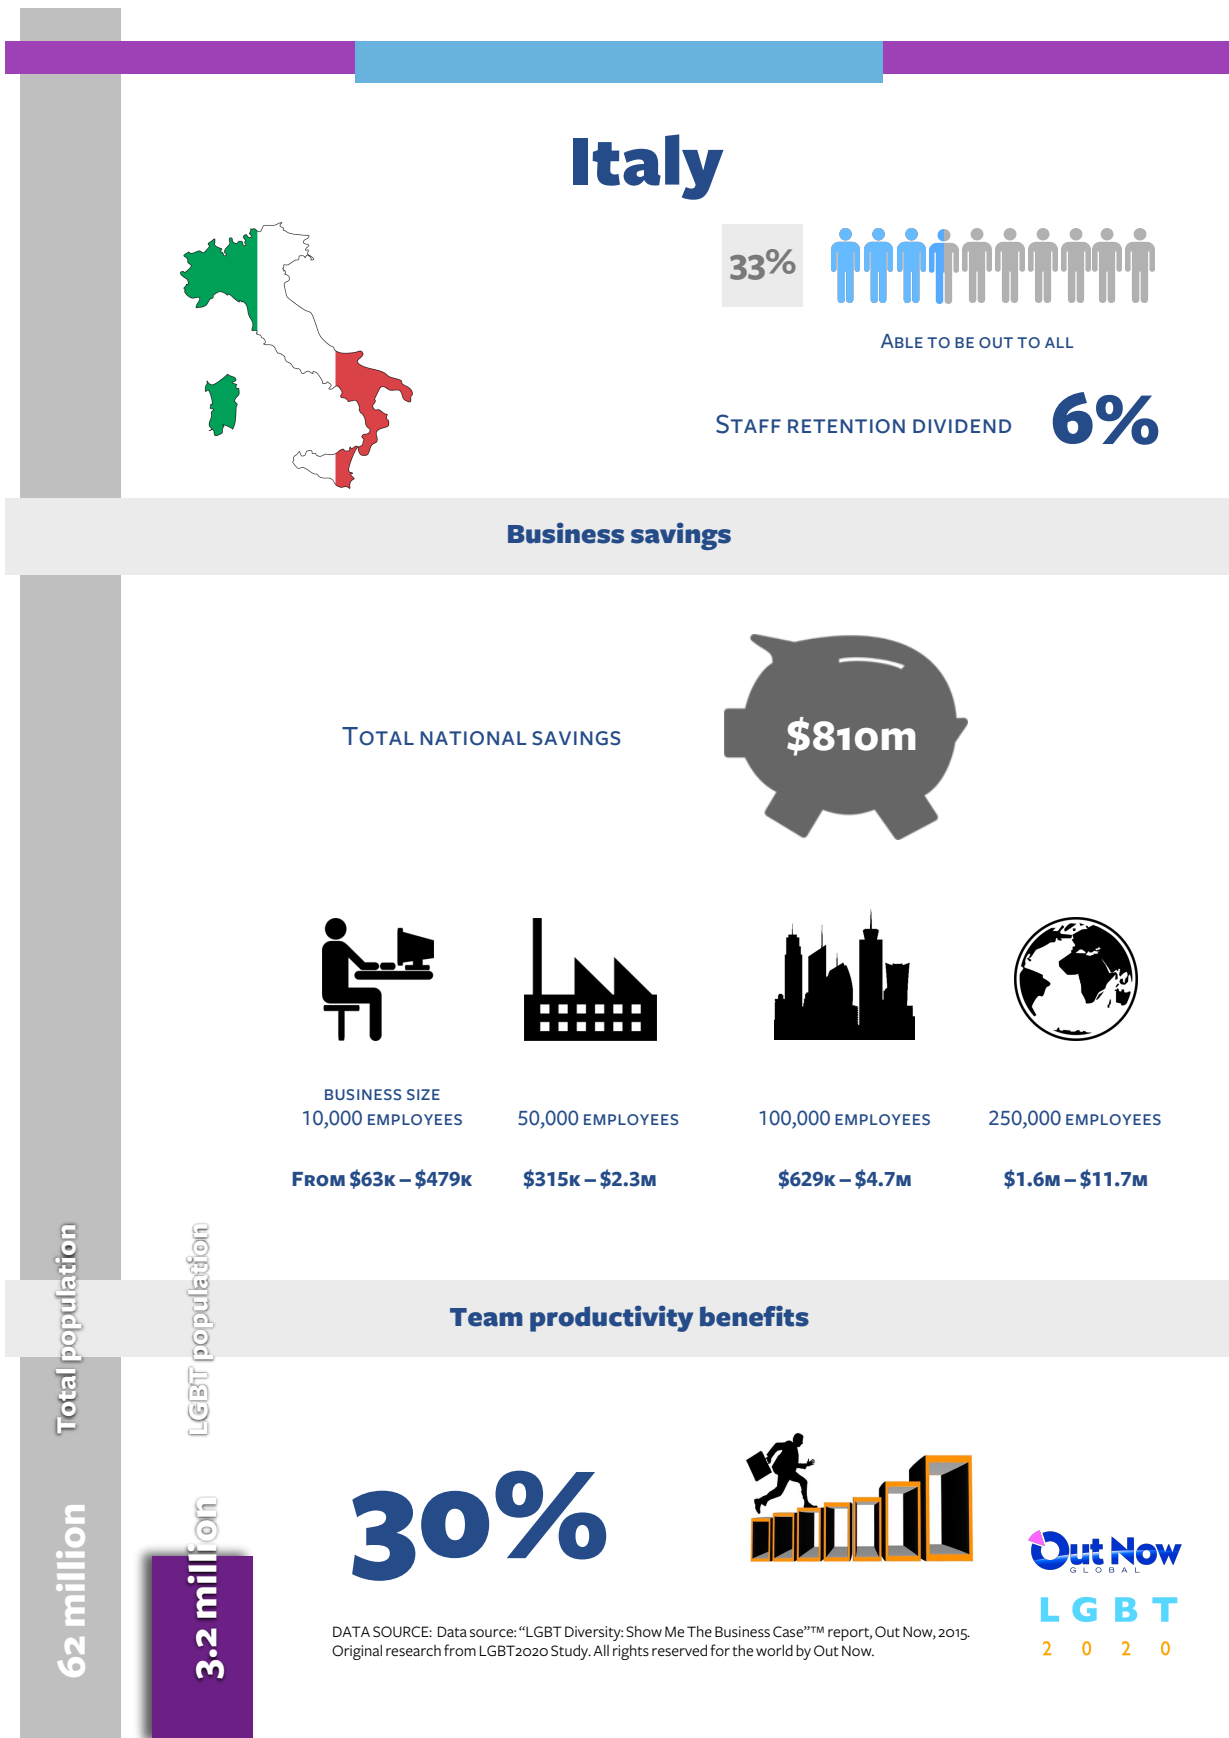 Italy
33%
ABLE TO BE OUT TO ALL
STAFF RETENTION DIVIDEND 6%
Business savings
TOTAL NATIONAL SAVINGS
$810m
BUSINESS SIZE
10,000 EMPLOYEES
50,000 EMPLOYEES
100,000 EMPLOYEES
250,000 EMPLOYEES
FROM $63K – $479K
$315K – $2.3M
$629K – $4.7M
$1.6M – $11.7M
Total population
62 million
LGBT population
3.2 million
Team productivity benefits
30%
Out Now
GLOBAL
LGBT
2020
DATA SOURCE: Data source: “LGBT Diversity: Show Me The Business Case”™ report, Out Now, 2015.
Original research from LGBT2020 Study. All rights reserved for the world by Out Now.